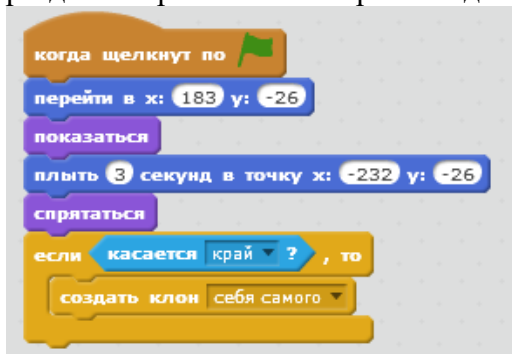 когда щелкнут по
перейти в x: 183 y: -26
показаться
плыть 3 секунд в точку x: -232 y: -26
спрятаться
если касается край ? , то
создать клон себя самого